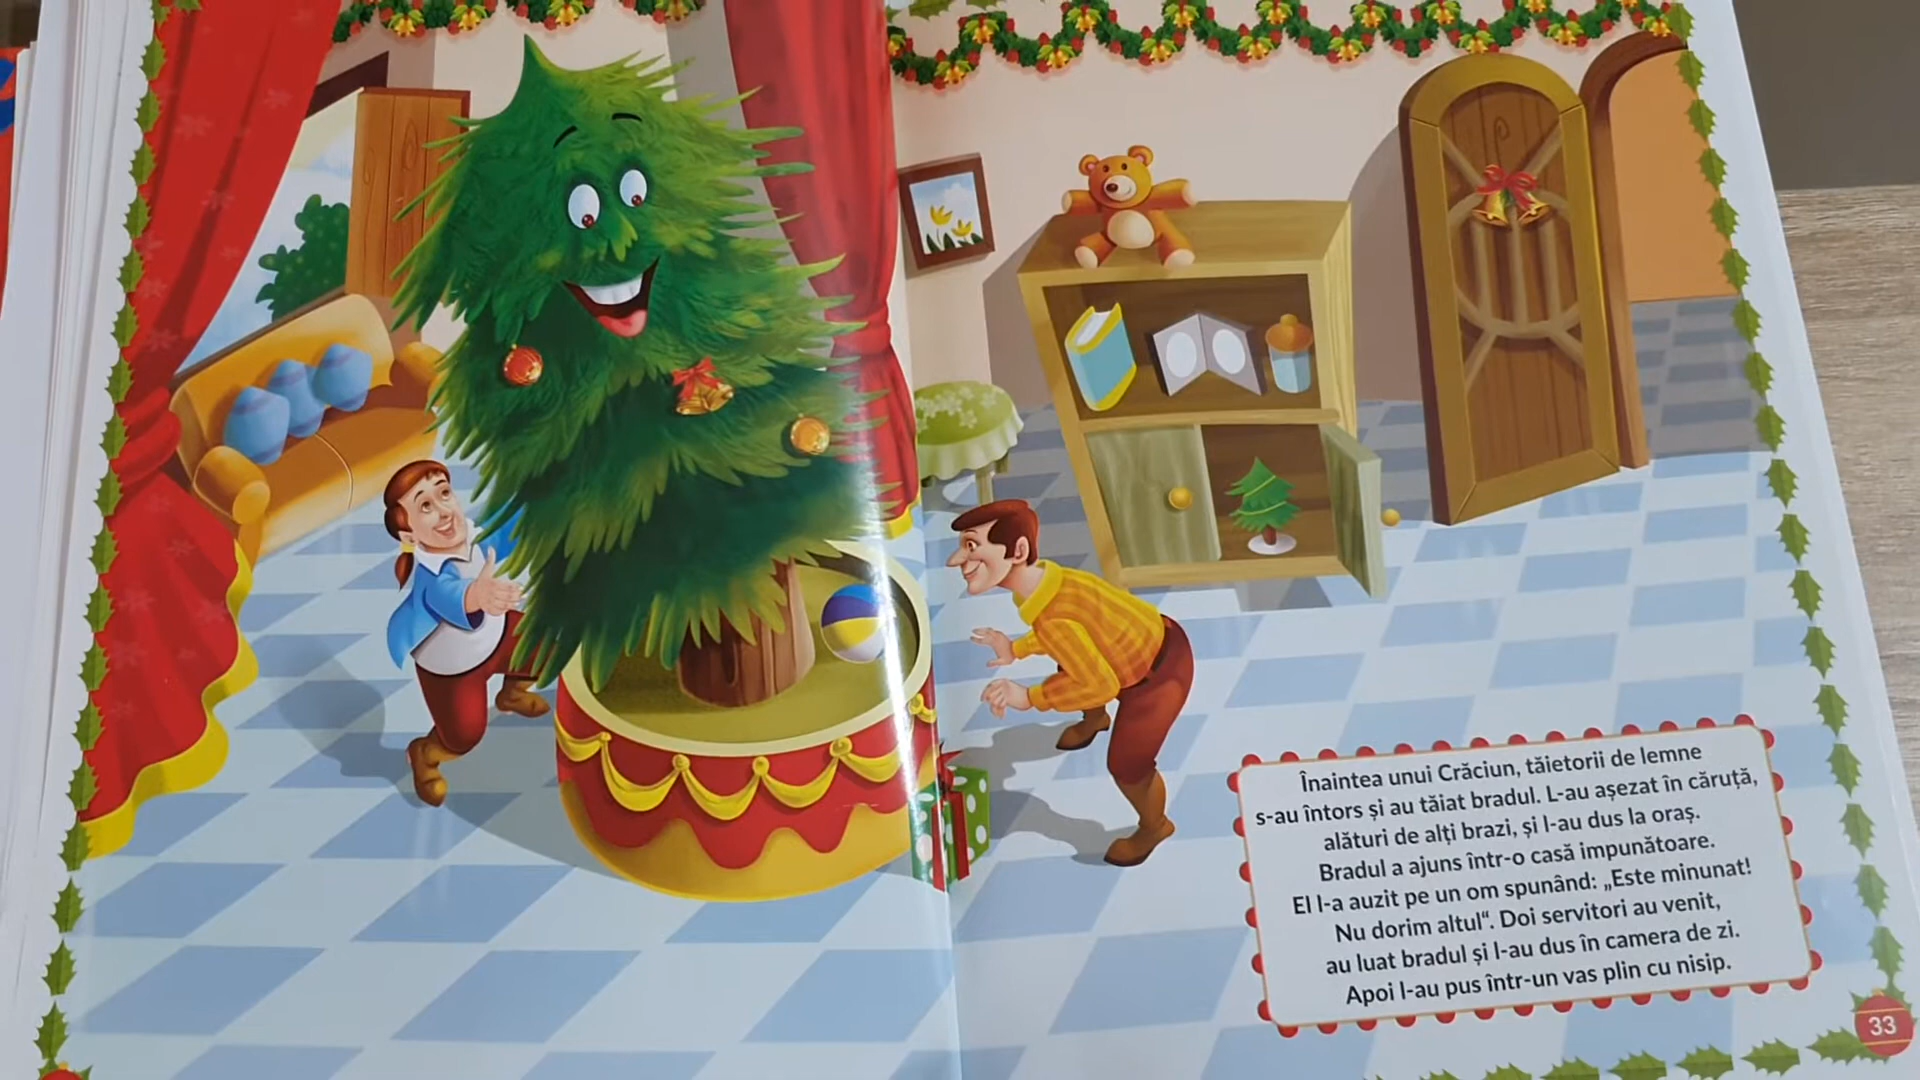 Înaintea unui Crăciun, tăietorii de lemne
s-au întors și au tăiat bradul. L-au așezat în căruță,
alături de alți brazi, și l-au dus la oraș.
Bradul a ajuns într-o casă impunătoare.
El l-a auzit pe un om spunând: „Este minunat!
Nu dorim altul“. Doi servitori au venit,
au luat bradul și l-au dus în camera de zi.
Apoi l-au pus într-un vas plin cu nisip.
33